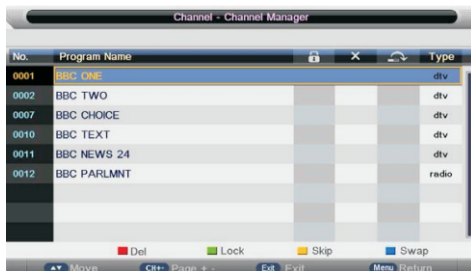 Channel - Channel Manager
No. Program Name Type
0001 BBC ONE dtv
0002 BBC TWO dtv
0007 BBC CHOICE dtv
0010 BBC TEXT dtv
0011 BBC NEWS 24 dtv
0012 BBC PARLMNT radio
Del Lock Skip Swap
Move CH+- Page + - Exit Exit Menu Return